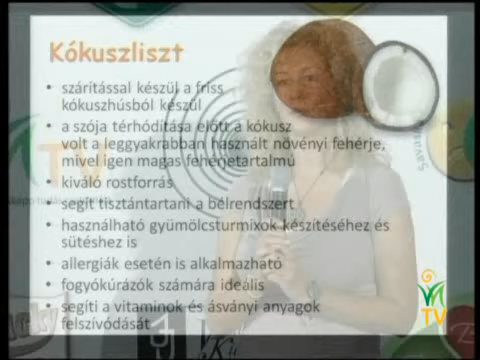 Kókuszliszt
• szárítással készül a friss
kókuszhúsból készül
• a szója térhódítása előtt a kókusz
volt a leggyakrabban használt növényi fehérje,
mivel igen magas fehérjetartalmú
• kiváló rostforrás
• segít tisztántartani a bélrendszert
• használható gyümölcsturmixok készítéséhez és
sütéshez is
• allergiák esetén is alkalmazható
• fogyókúrázók számára ideális
• segíti a vitaminok és ásványi anyagok
felszívódását
TV
TV